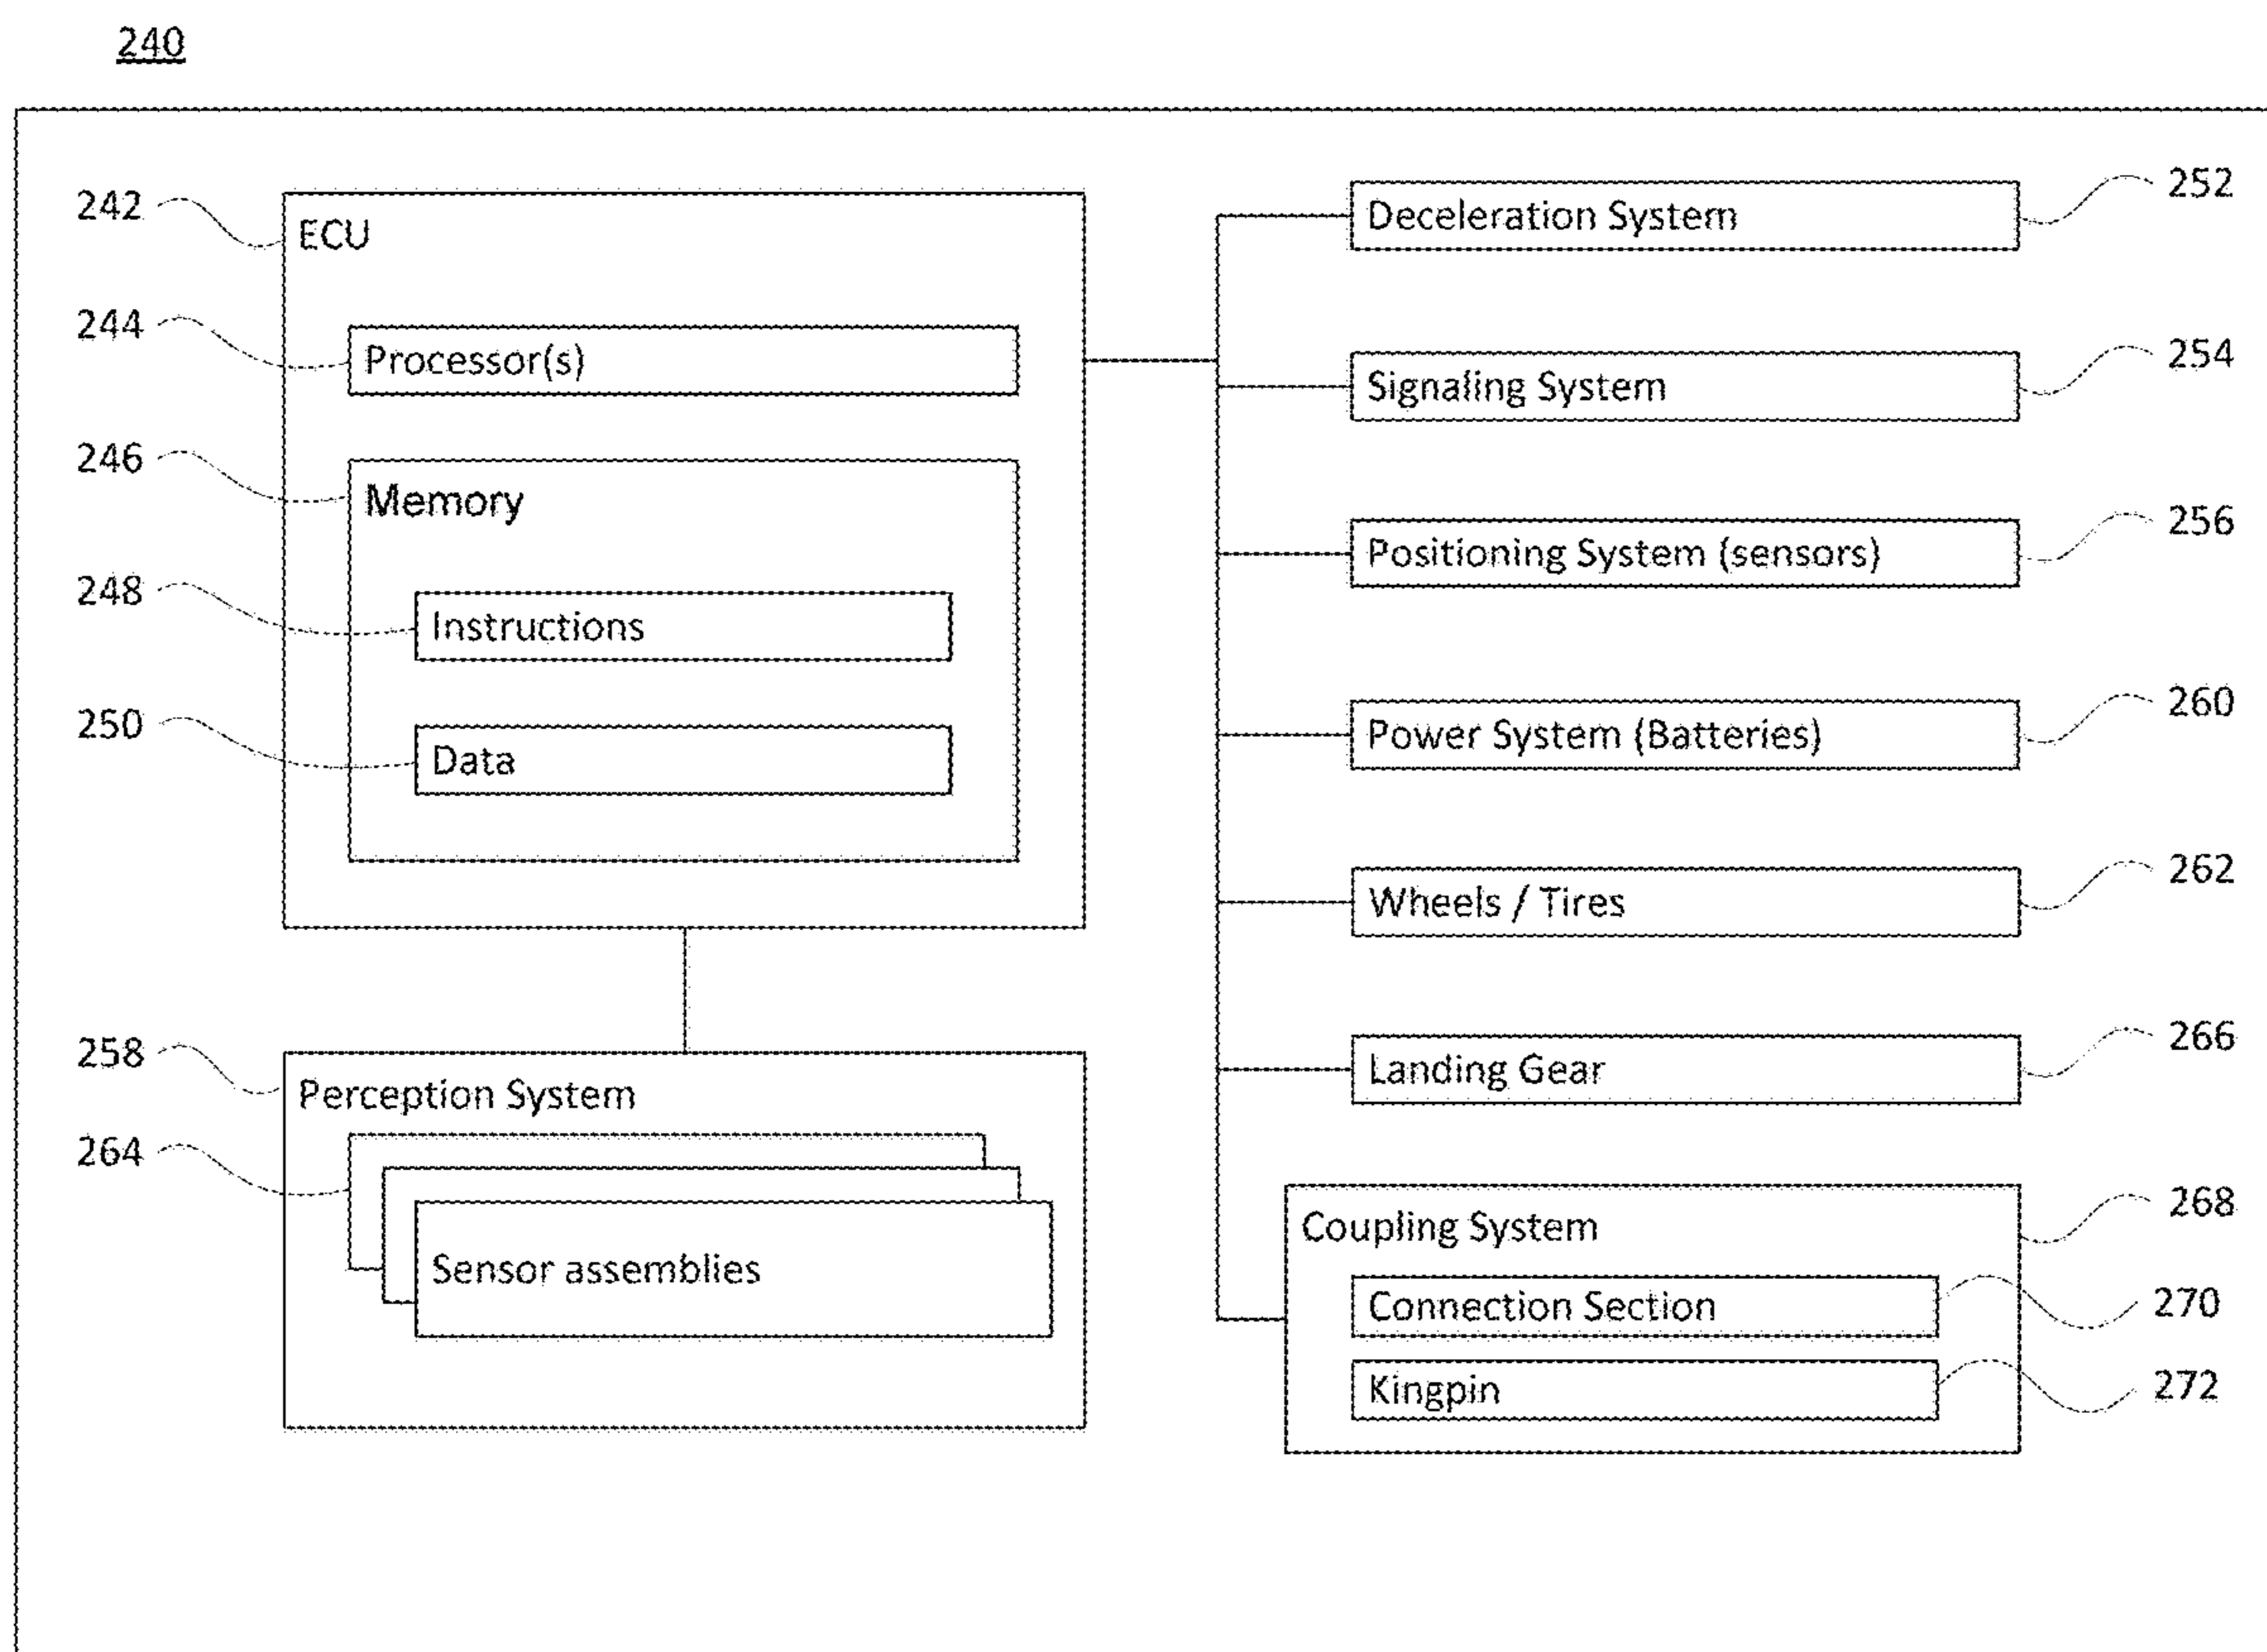 240
242
ECU
244
Processor(s)
246
Memory
248
Instructions
250
Data
258
Perception System
264
Sensor assemblies
Deceleration System
252
Signaling System
254
Positioning System (sensors)
256
Power System (Batteries)
260
Wheels / Tires
262
Landing Gear
266
Coupling System
268
Connection Section
270
Kingpin
272